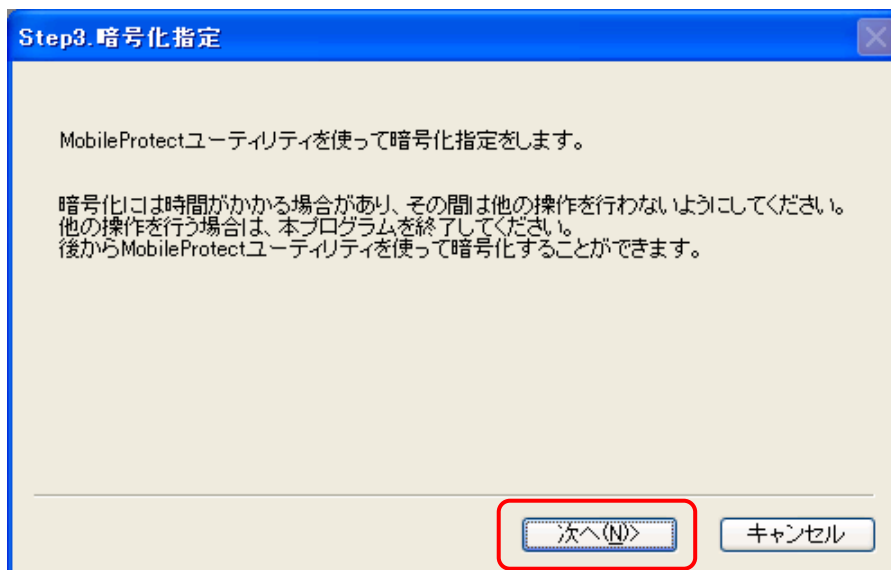 Step3.暗号化指定
MobileProtectユーティリティを使って暗号化指定をします。
暗号化には時間がかかる場合があり、その間は他の操作を行わないようにしてください。
他の操作を行う場合は、本プログラムを終了してください。
後からMobileProtectユーティリティを使って暗号化することができます。
次へ(N)> キャンセル